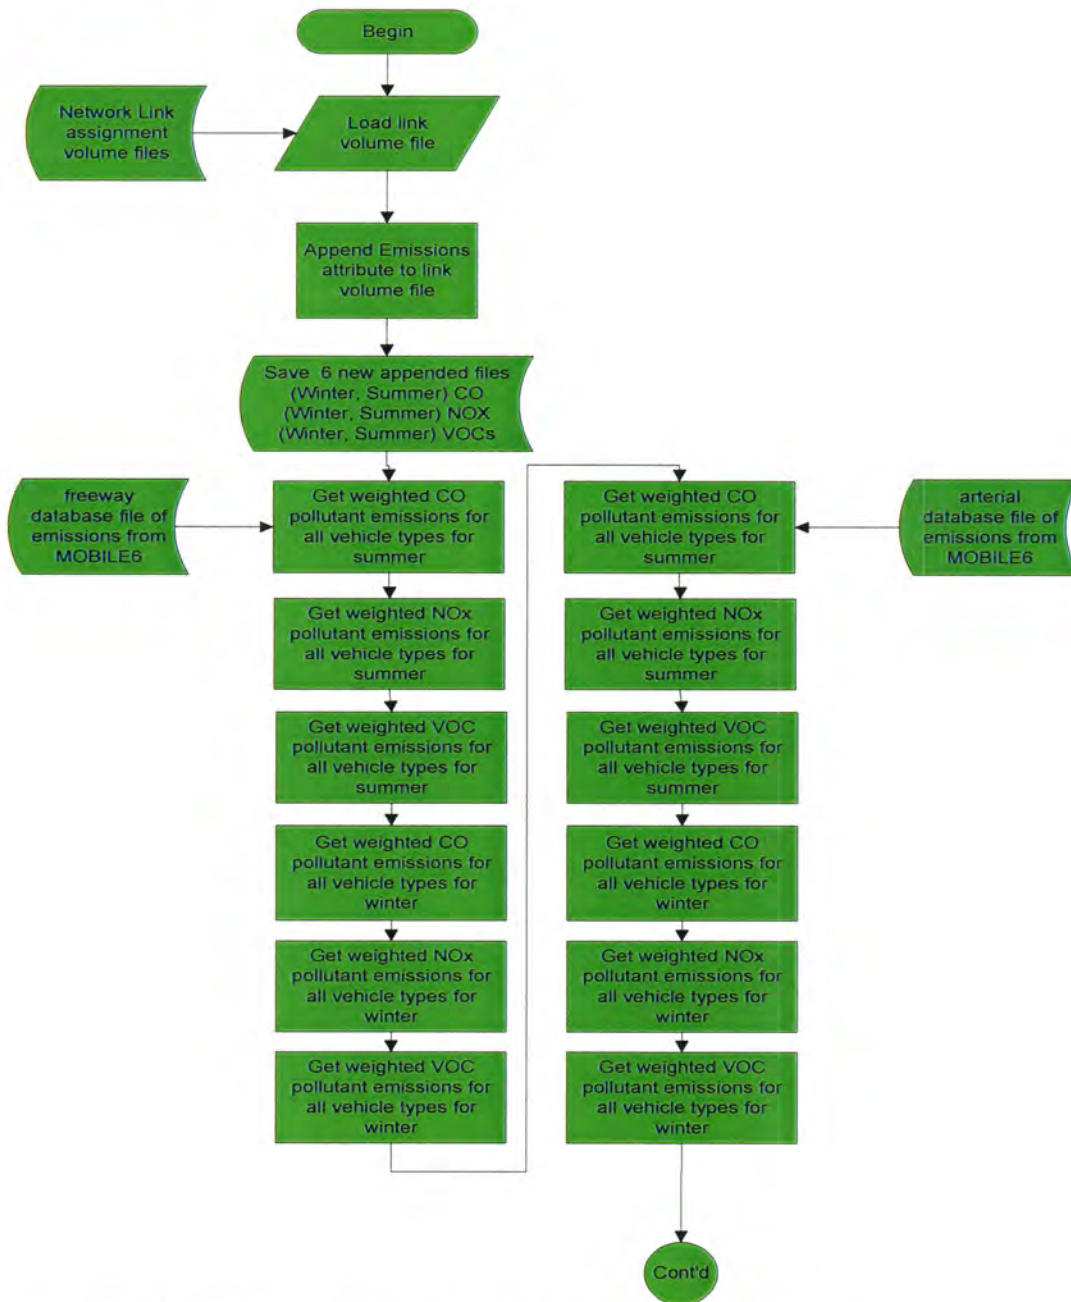 Begin
Network Link
assignment
volume files
Load link
volume file
Append Emissions
attribute to link
volume file
Save 6 new appended files
(Winter, Summer) CO
(Winter, Summer) NOX
(Winter, Summer) VOCs
freeway
database file of
emissions from
MOBILE6
Get weighted CO
pollutant emissions for
all vehicle types for
summer
Get weighted NOx
pollutant emissions for
all vehicle types for
summer
Get weighted VOC
pollutant emissions for
all vehicle types for
summer
Get weighted CO
pollutant emissions for
all vehicle types for
winter
Get weighted NOx
pollutant emissions for
all vehicle types for
winter
Get weighted VOC
pollutant emissions for
all vehicle types for
winter
Get weighted CO
pollutant emissions for
all vehicle types for
summer
arterial
database file of
emissions from
MOBILE6
Get weighted NOx
pollutant emissions for
all vehicle types for
summer
Get weighted VOC
pollutant emissions for
all vehicle types for
summer
Get weighted CO
pollutant emissions for
all vehicle types for
winter
Get weighted NOx
pollutant emissions for
all vehicle types for
winter
Get weighted VOC
pollutant emissions for
all vehicle types for
winter
Cont'd